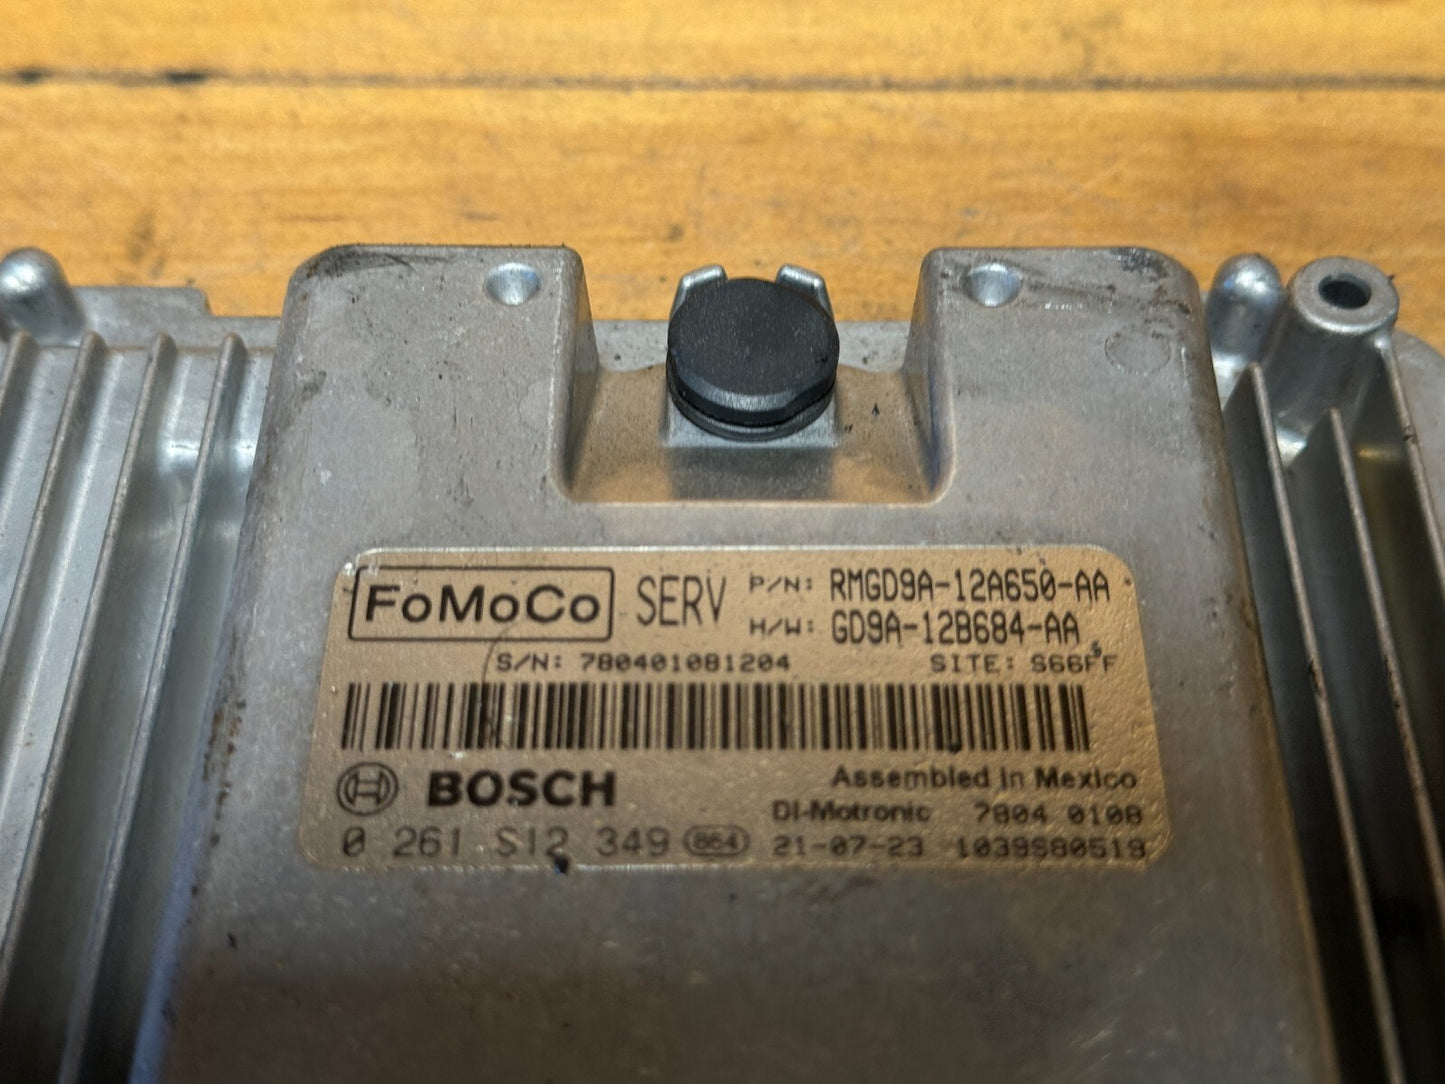 FoMoCo SERV P/N: RMGD9A-12A650-AA
H/W: GD9A-12B684-AA
S/N: 780401081204 SITE: S66FF
BOSCH Assembled in Mexico
DI-Motronic 7804 0108
0 261 S12 349 864 21-07-23 1039S80519